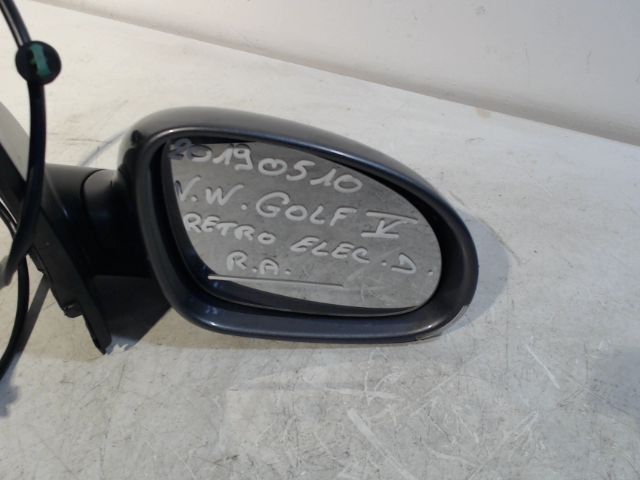 20190510
V.W. GOLF V
RETRO ELEC. D.
R.A.